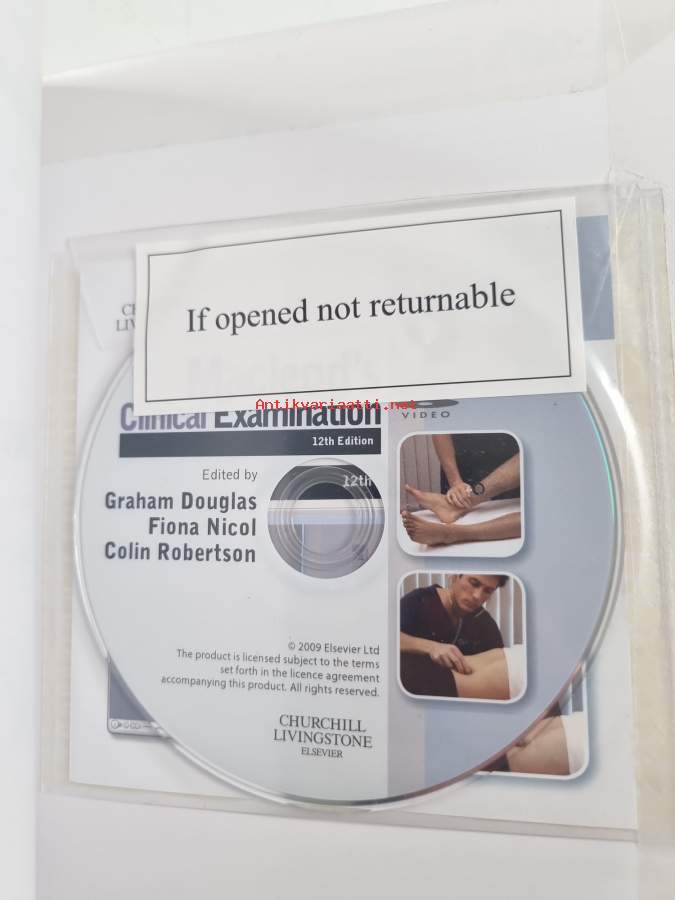 If opened not returnable
Antikvariaatti.net
Clinical Examination
VIDEO
12th Edition
Edited by
Graham Douglas
Fiona Nicol
Colin Robertson
12th
© 2009 Elsevier Ltd
The product is licensed subject to the terms
set forth in the licence agreement
accompanying this product. All rights reserved.
CHURCHILL
LIVINGSTONE
ELSEVIER